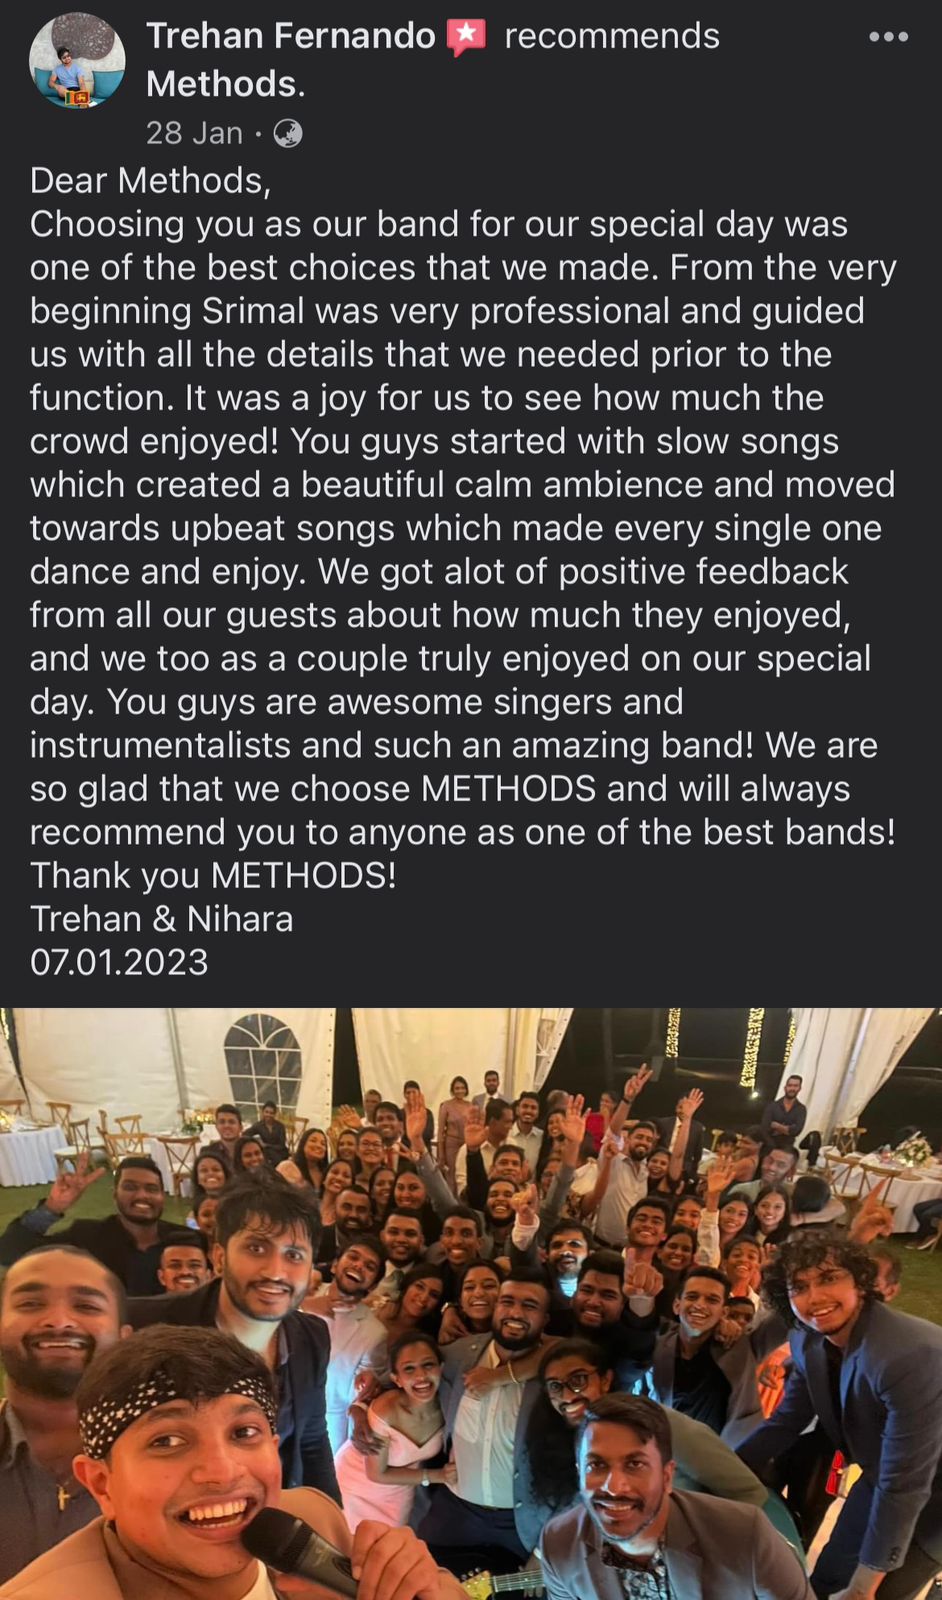 Trehan Fernando recommends
Methods.
28 Jan ·
Dear Methods,
Choosing you as our band for our special day was
one of the best choices that we made. From the very
beginning Srimal was very professional and guided
us with all the details that we needed prior to the
function. It was a joy for us to see how much the
crowd enjoyed! You guys started with slow songs
which created a beautiful calm ambience and moved
towards upbeat songs which made every single one
dance and enjoy. We got alot of positive feedback
from all our guests about how much they enjoyed,
and we too as a couple truly enjoyed on our special
day. You guys are awesome singers and
instrumentalists and such an amazing band! We are
so glad that we choose METHODS and will always
recommend you to anyone as one of the best bands!
Thank you METHODS!
Trehan & Nihara
07.01.2023